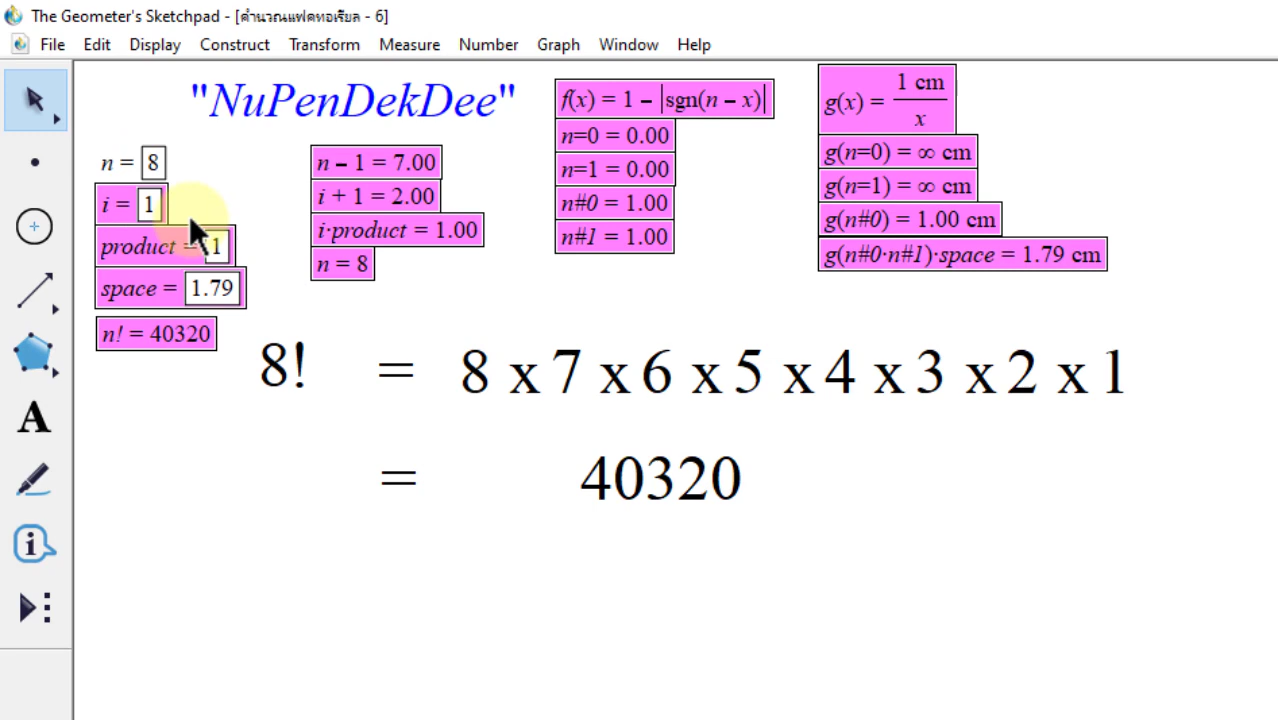 The Geometer's Sketchpad - [คำนวณแฟคทอเรียล - 6]
File Edit Display Construct Transform Measure Number Graph Window Help
"NuPenDekDee"
n = 8
i = 1
product = 1
space = 1.79
n! = 40320
n − 1 = 7.00
i + 1 = 2.00
i·product = 1.00
n = 8
f(x) = 1 − |sgn(n − x)|
n=0 = 0.00
n=1 = 0.00
n#0 = 1.00
n#1 = 1.00
g(x) = 1 cm / x
g(n=0) = ∞ cm
g(n=1) = ∞ cm
g(n#0) = 1.00 cm
g(n#0·n#1)·space = 1.79 cm
8! = 8 x 7 x 6 x 5 x 4 x 3 x 2 x 1
= 40320
A
i